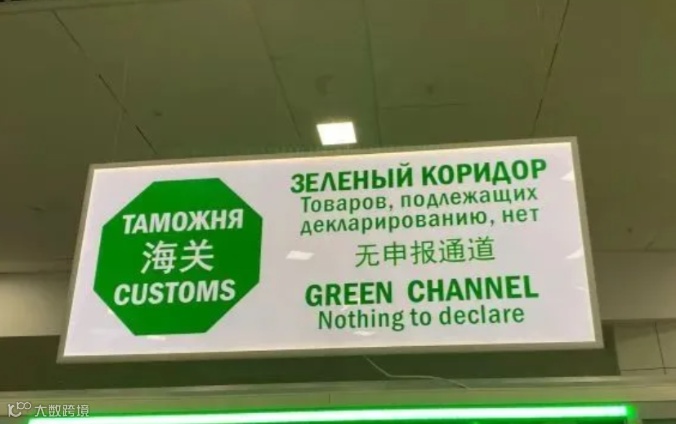 ТАМОЖНЯ
海关
CUSTOMS
ЗЕЛЕНЫЙ КОРИДОР
Товаров, подлежащих
декларированию, нет
无申报通道
GREEN CHANNEL
Nothing to declare
大数跨境